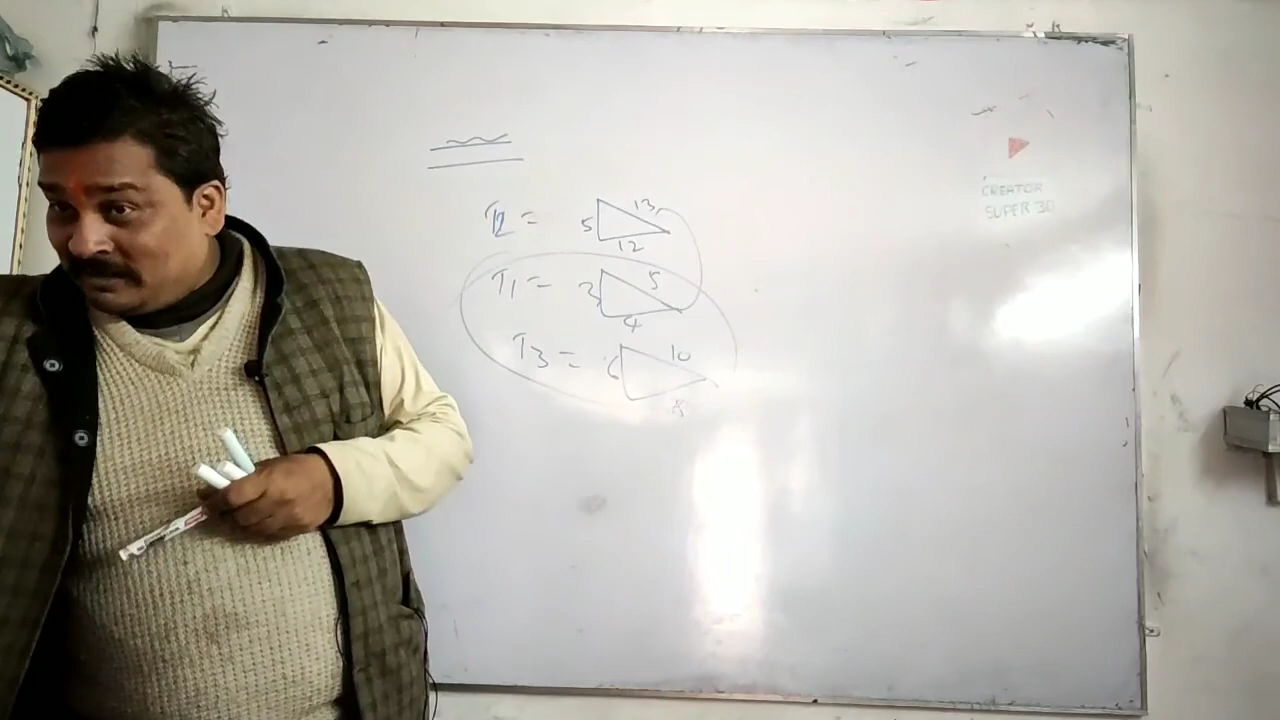 T2 = 5 13 12
T1 = 3 5 4
T3 = 6 10 8
CREATOR
SUPER 30